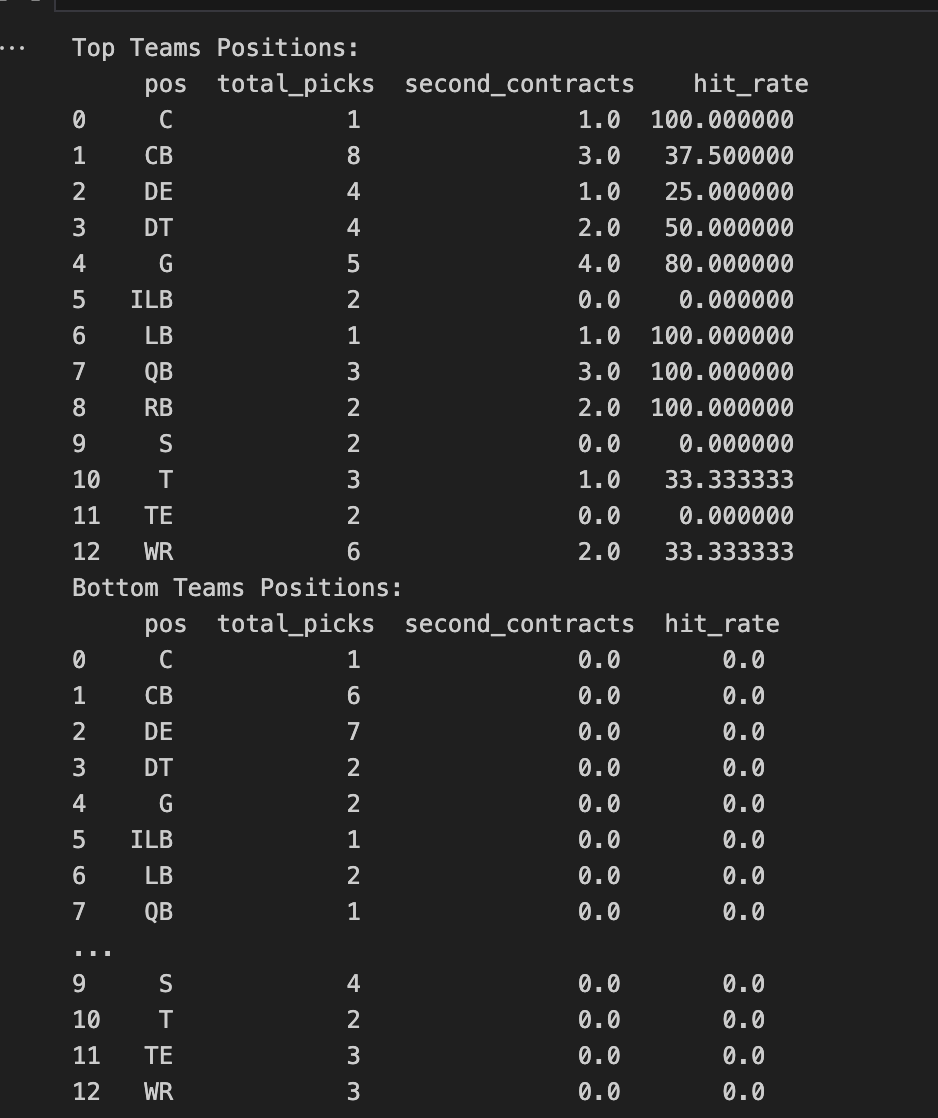 ...
Top Teams Positions:
pos total_picks second_contracts hit_rate
0 C 1 1.0 100.000000
1 CB 8 3.0 37.500000
2 DE 4 1.0 25.000000
3 DT 4 2.0 50.000000
4 G 5 4.0 80.000000
5 ILB 2 0.0 0.000000
6 LB 1 1.0 100.000000
7 QB 3 3.0 100.000000
8 RB 2 2.0 100.000000
9 S 2 0.0 0.000000
10 T 3 1.0 33.333333
11 TE 2 0.0 0.000000
12 WR 6 2.0 33.333333
Bottom Teams Positions:
pos total_picks second_contracts hit_rate
0 C 1 0.0 0.0
1 CB 6 0.0 0.0
2 DE 7 0.0 0.0
3 DT 2 0.0 0.0
4 G 2 0.0 0.0
5 ILB 1 0.0 0.0
6 LB 2 0.0 0.0
7 QB 1 0.0 0.0
...
9 S 4 0.0 0.0
10 T 2 0.0 0.0
11 TE 3 0.0 0.0
12 WR 3 0.0 0.0